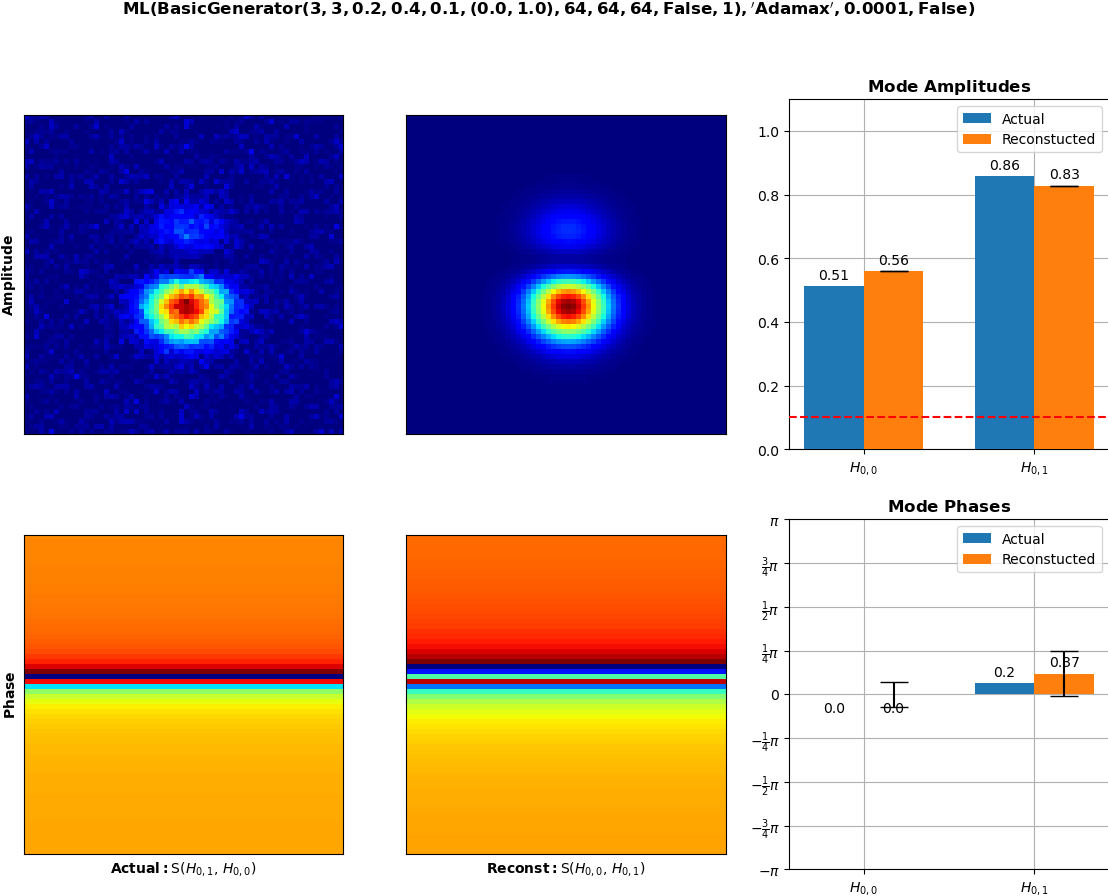 ML(BasicGenerator(3, 3, 0.2, 0.4, 0.1, (0.0, 1.0), 64, 64, 64, False, 1), ′Adamax′, 0.0001, False)
Amplitude
Mode Amplitudes
Actual
Reconstucted
1.0
0.8
0.6
0.4
0.2
0.0
0.51
0.56
0.86
0.83
H0,0
H0,1
Phase
Actual: S(H0,1, H0,0)
Reconst: S(H0,0, H0,1)
Mode Phases
Actual
Reconstucted
π
3/4π
1/2π
1/4π
0
−1/4π
−1/2π
−3/4π
−π
0.0
0.0
0.2
0.37
H0,0
H0,1